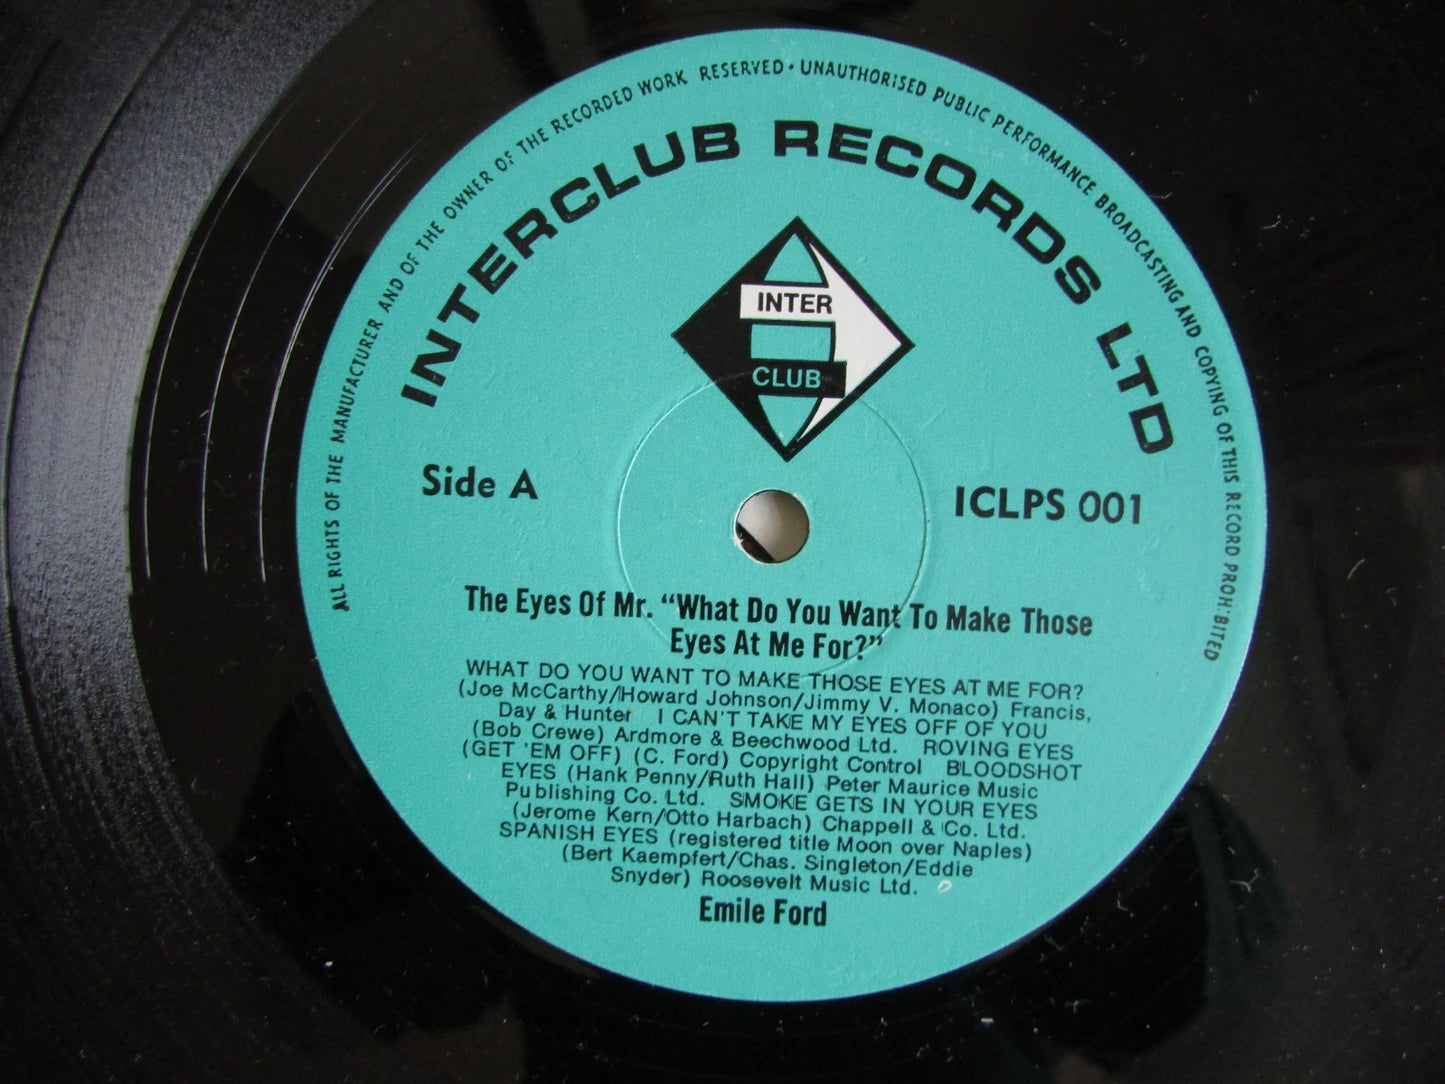 ALL RIGHTS OF THE MANUFACTURER AND OF THE OWNER OF THE RECORDED WORK RESERVED · UNAUTHORISED PUBLIC PERFORMANCE BROADCASTING AND COPYING OF THIS RECORD PROHIBITED
INTERCLUB RECORDS LTD
INTER
CLUB
Side A
ICLPS 001
The Eyes Of Mr. “What Do You Want To Make Those
Eyes At Me For?”
WHAT DO YOU WANT TO MAKE THOSE EYES AT ME FOR?
(Joe McCarthy/Howard Johnson/Jimmy V. Monaco) Francis,
Day & Hunter I CAN'T TAKE MY EYES OFF OF YOU
(Bob Crewe) Ardmore & Beechwood Ltd. ROVING EYES
(GET 'EM OFF) (C. Ford) Copyright Control BLOODSHOT
EYES (Hank Penny/Ruth Hall) Peter Maurice Music
Publishing Co. Ltd. SMOKE GETS IN YOUR EYES
(Jerome Kern/Otto Harbach) Chappell & Co. Ltd.
SPANISH EYES (registered title Moon over Naples)
(Bert Kaempfert/Chas. Singleton/Eddie
Snyder) Roosevelt Music Ltd.
Emile Ford